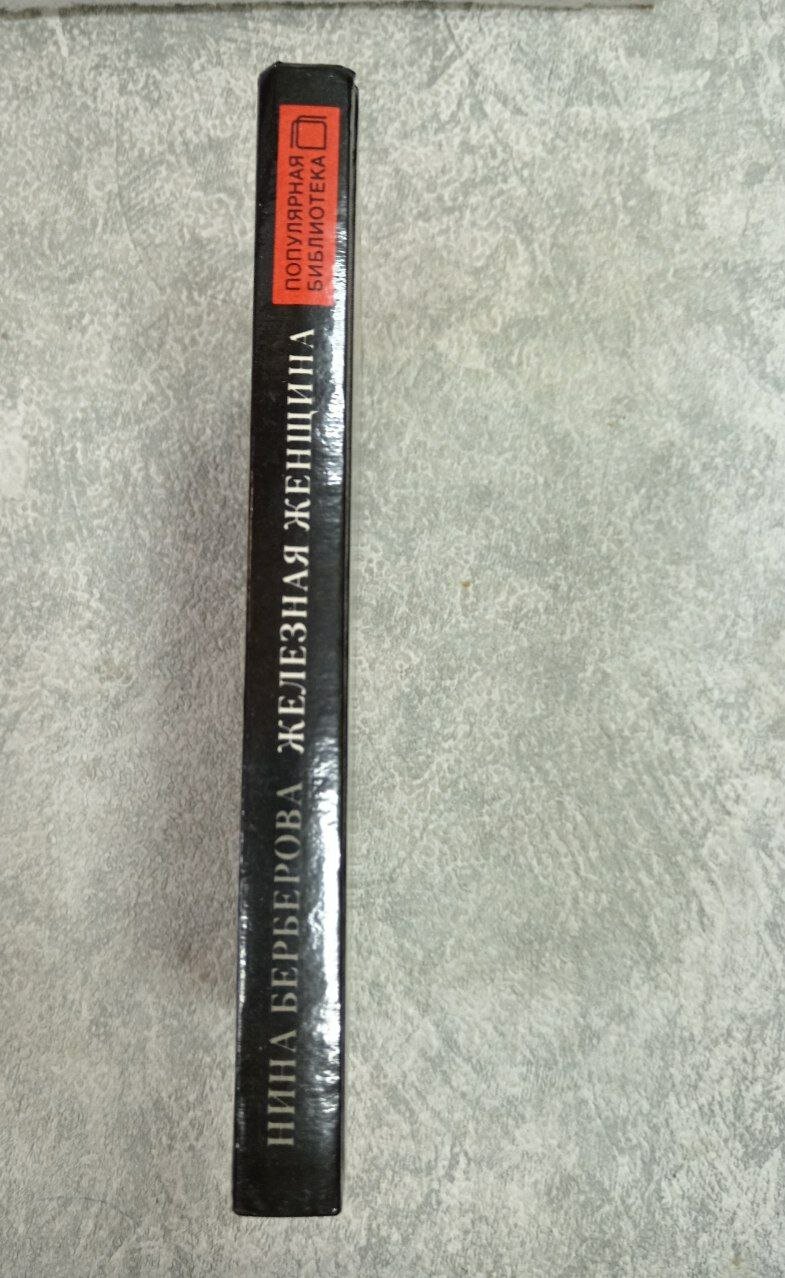 НИНА БЕРБЕРОВА ЖЕЛЕЗНАЯ ЖЕНЩИНА
ПОПУЛЯРНАЯ
БИБЛИОТЕКА